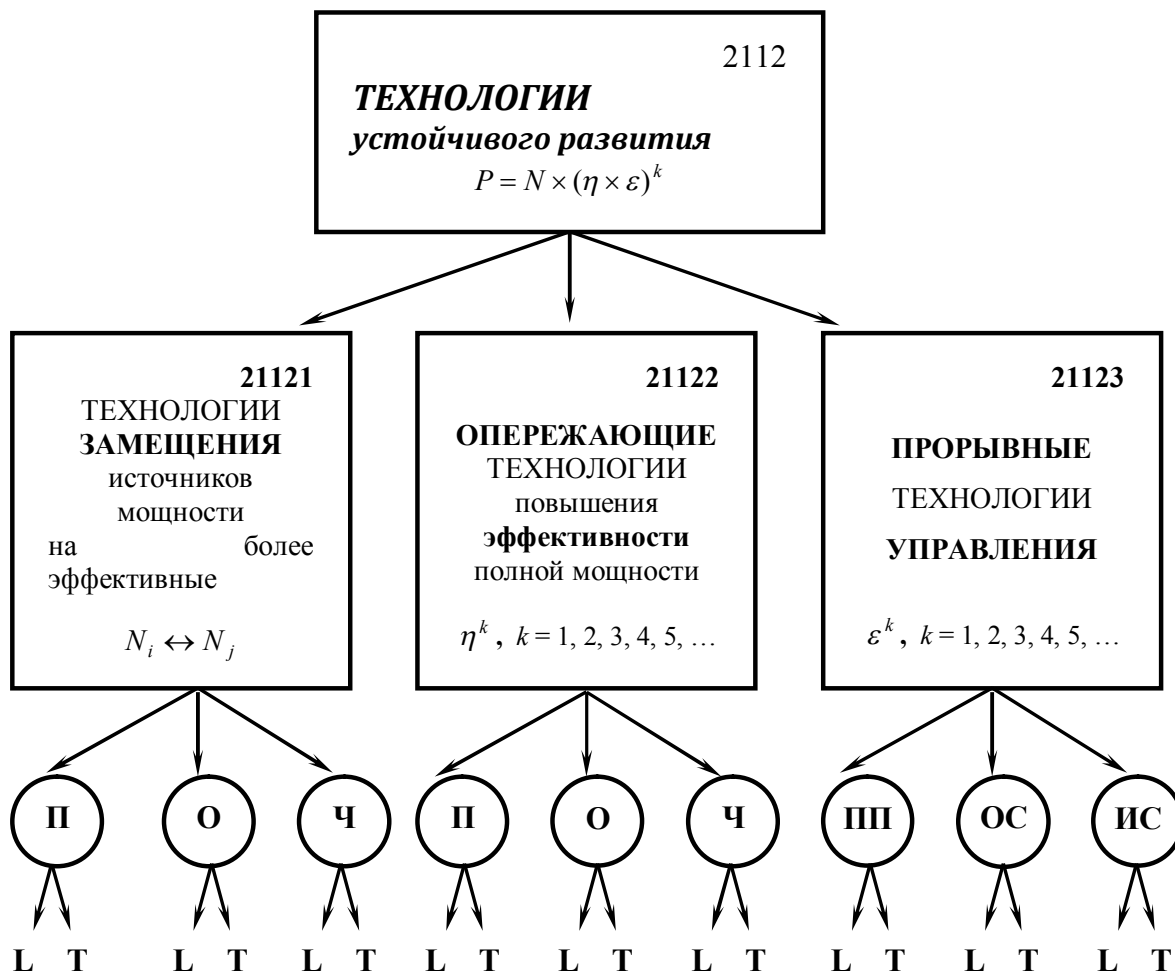 2112
ТЕХНОЛОГИИ
устойчивого развития
P = N × (η × ε)^k
21121
ТЕХНОЛОГИИ
ЗАМЕЩЕНИЯ
источников
мощности
на более
эффективные
N_i ↔ N_j
21122
ОПЕРЕЖАЮЩИЕ
ТЕХНОЛОГИИ
повышения
эффективности
полной мощности
η^k , k = 1, 2, 3, 4, 5, …
21123
ПРОРЫВНЫЕ
ТЕХНОЛОГИИ
УПРАВЛЕНИЯ
ε^k , k = 1, 2, 3, 4, 5, …
П О Ч П О Ч ПП ОС ИС
L T L T L T L T L T L T L T L T L T